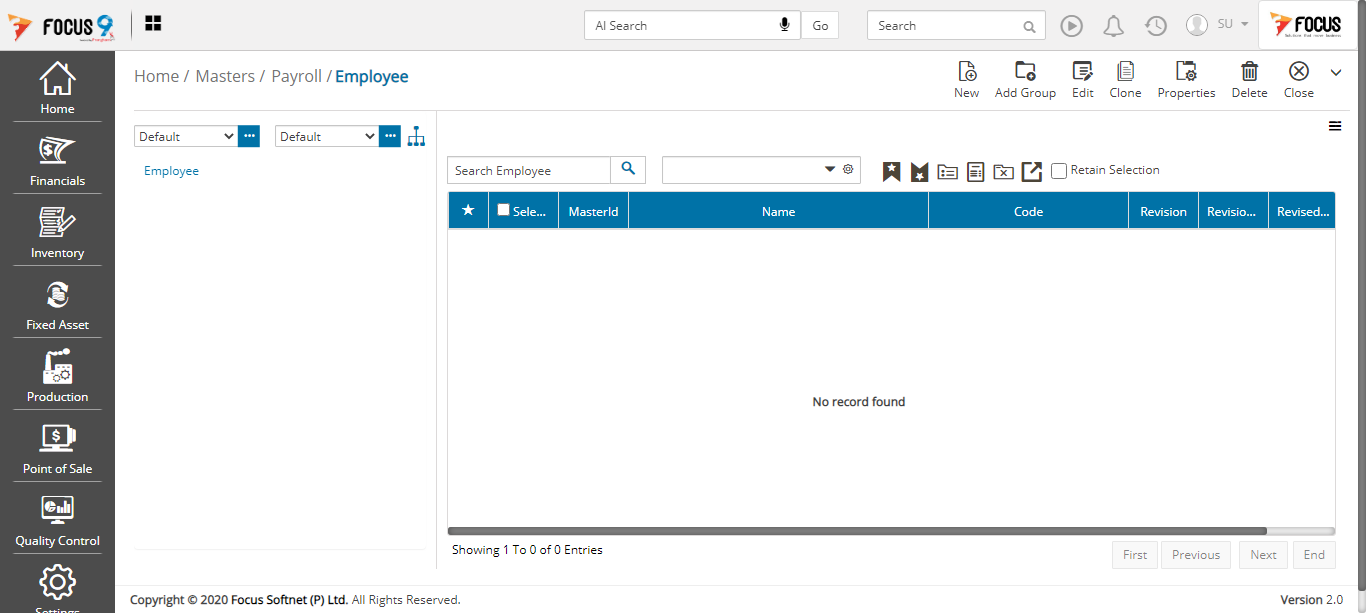 FOCUS 9
AI Search
Go
Search
SU
FOCUS
Home / Masters / Payroll / Employee
New
Add Group
Edit
Clone
Properties
Delete
Close
Home
Financials
Inventory
Fixed Asset
Production
Point of Sale
Quality Control
Settings
Default
Default
Employee
Search Employee
Retain Selection
Sele...
MasterId
Name
Code
Revision
Revisio...
Revised...
No record found
Showing 1 To 0 of 0 Entries
First
Previous
Next
End
Copyright © 2020 Focus Softnet (P) Ltd. All Rights Reserved.
Version 2.0